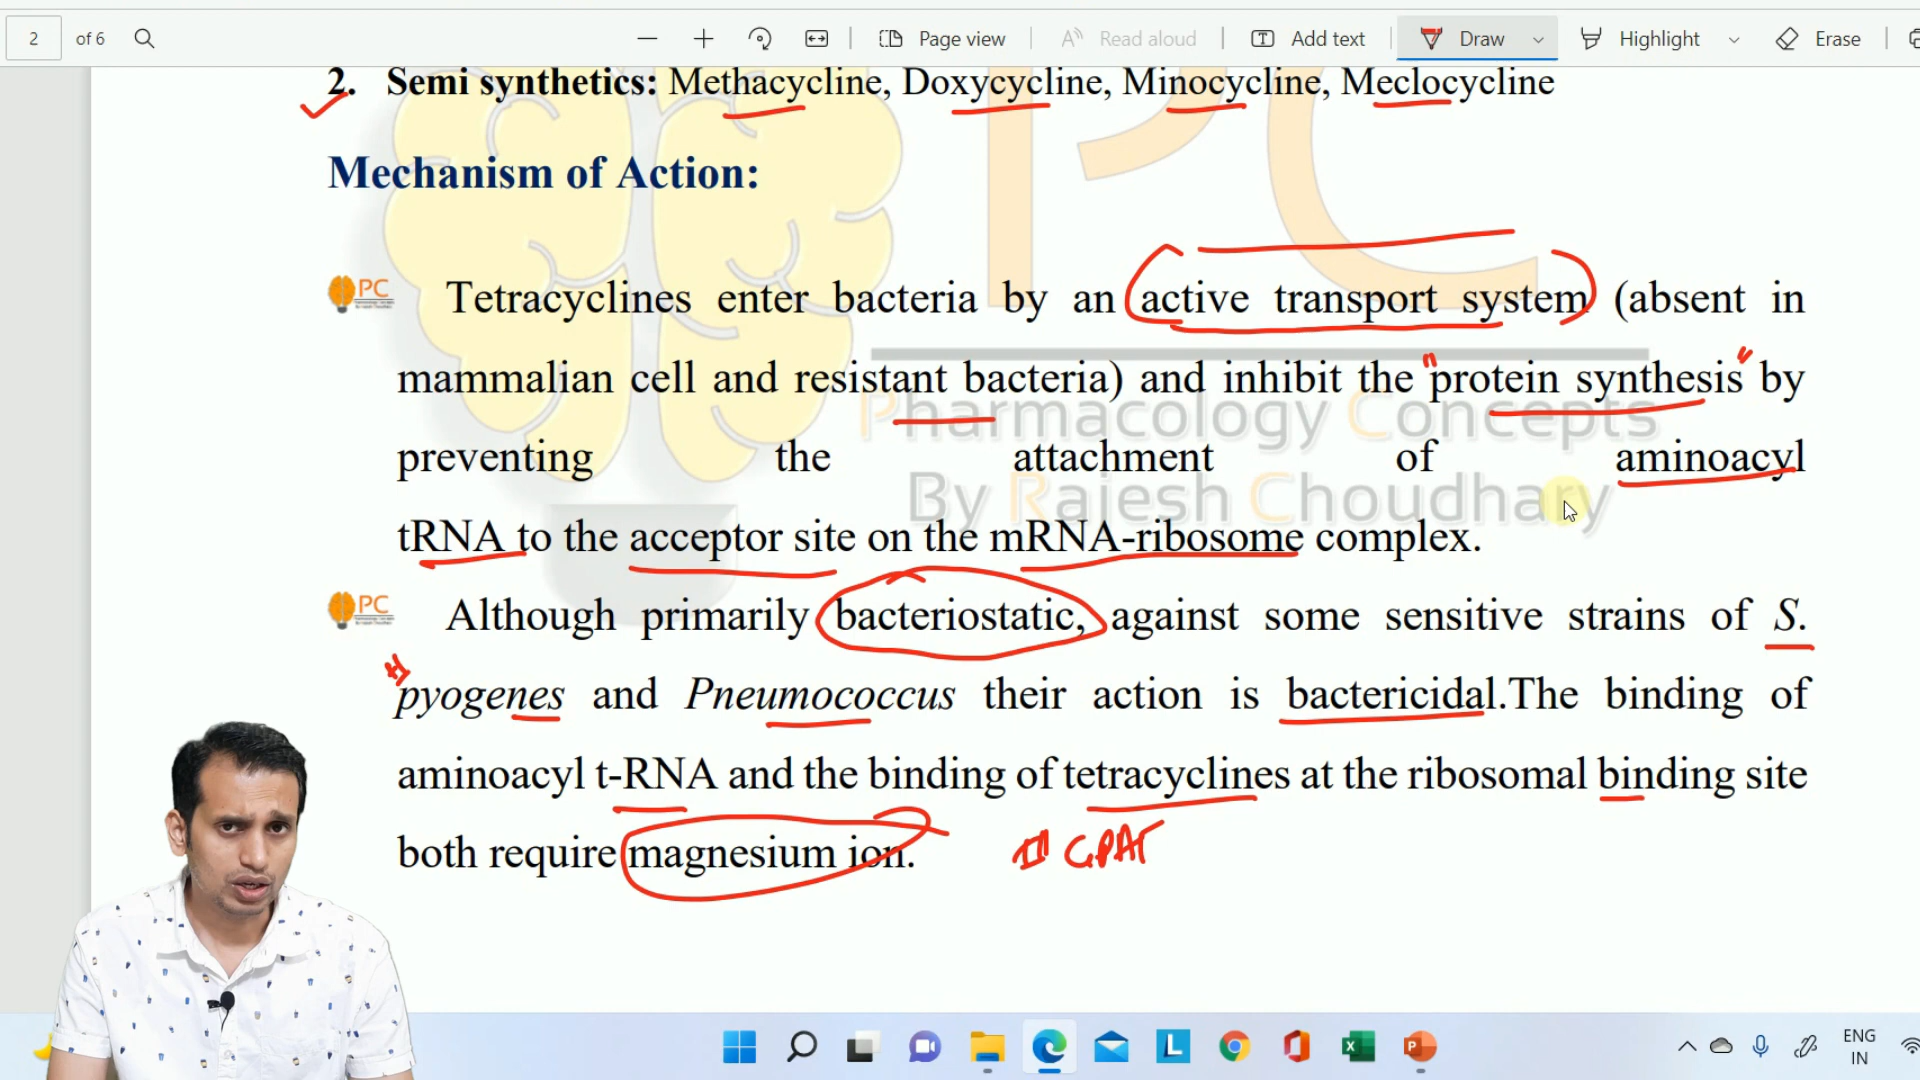 2 of 6 Page view Read aloud Add text Draw Highlight Erase
2. Semi synthetics: Methacycline, Doxycycline, Minocycline, Meclocycline
Mechanism of Action:
PC Tetracyclines enter bacteria by an active transport system (absent in
mammalian cell and resistant bacteria) and inhibit the "protein synthesis" by
Pharmacology Concepts
preventing the attachment of aminoacyl
By Rajesh Choudhary
tRNA to the acceptor site on the mRNA-ribosome complex.
PC Although primarily bacteriostatic, against some sensitive strains of S.
pyogenes and Pneumococcus their action is bactericidal.The binding of
aminoacyl t-RNA and the binding of tetracyclines at the ribosomal binding site
both require magnesium ion. GPAT
ENG
IN